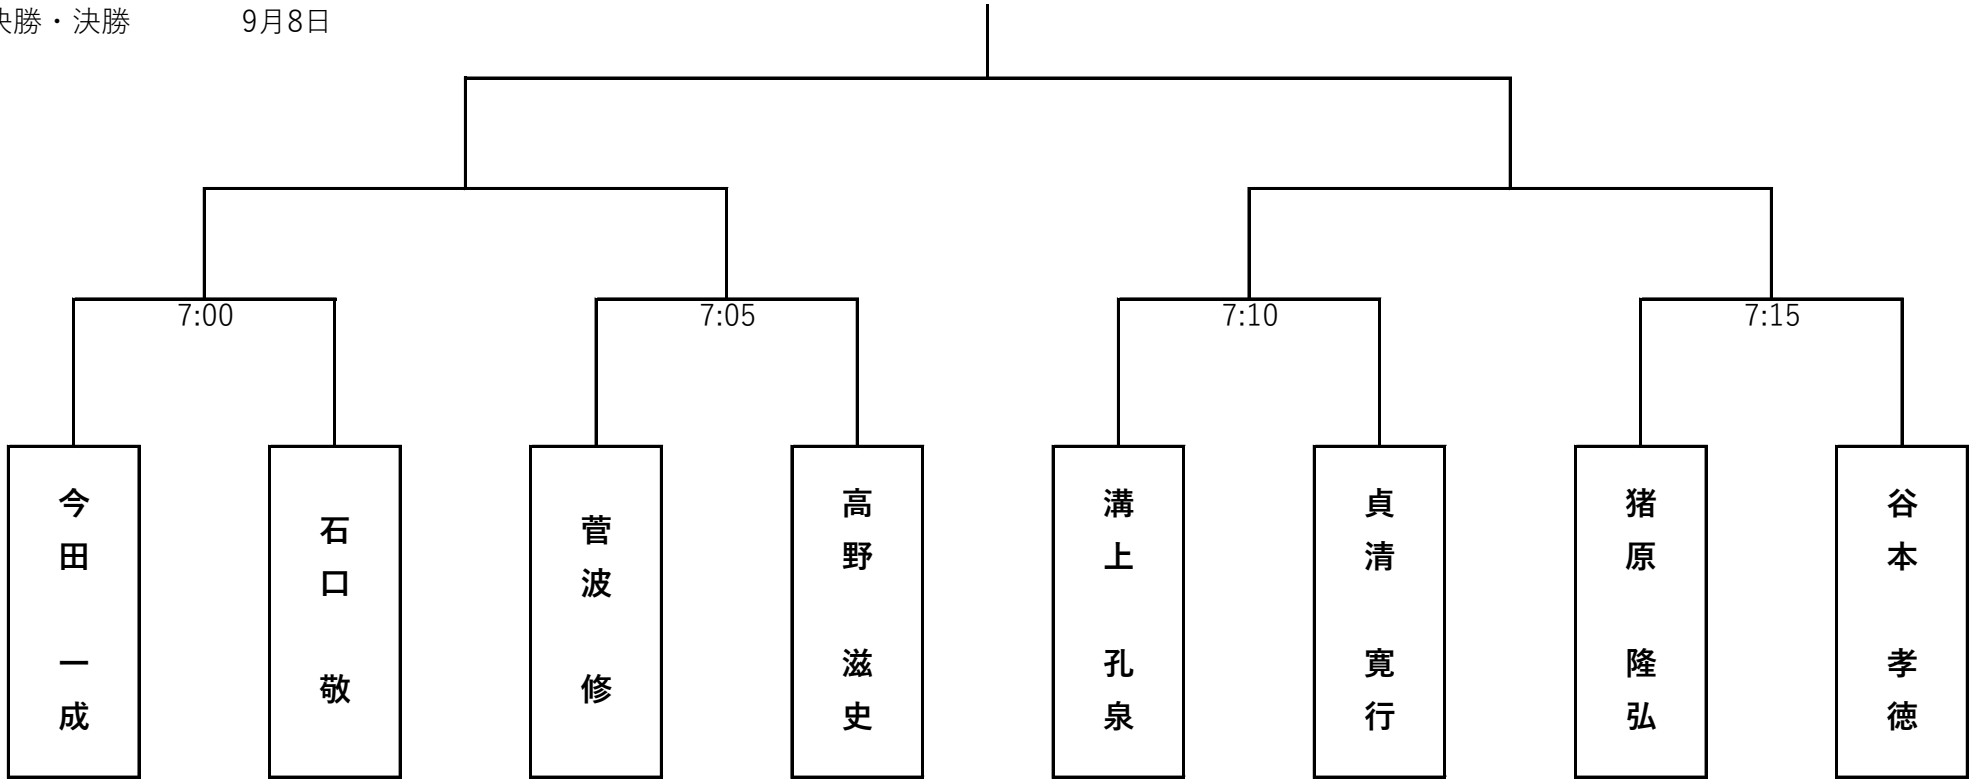 決勝・決勝 9月8日
7:00
7:05
7:10
7:15
今田 一成
石口 敬
菅波 修
高野 滋史
溝上 孔泉
貞清 寛行
猪原 隆弘
谷本 孝徳